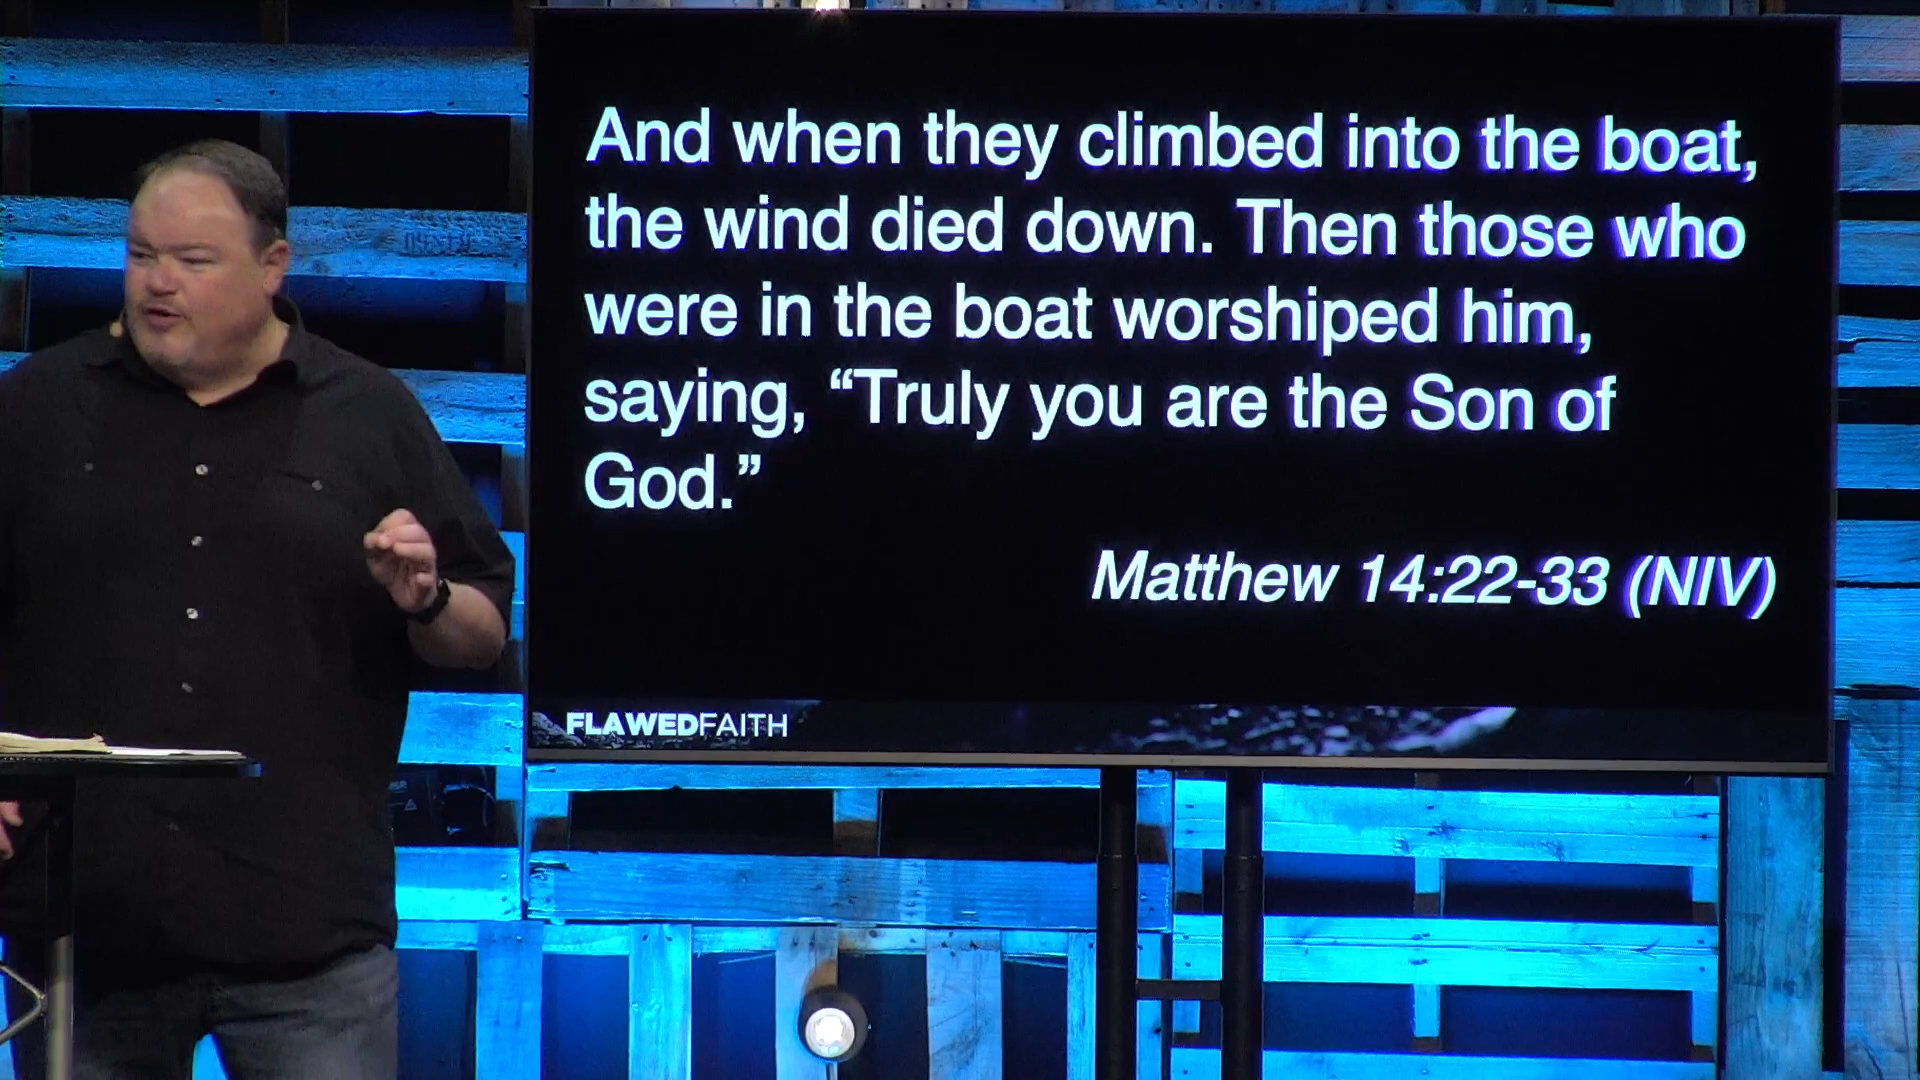 And when they climbed into the boat,
the wind died down. Then those who
were in the boat worshiped him,
saying, “Truly you are the Son of
God.”
Matthew 14:22-33 (NIV)
FLAWEDFAITH